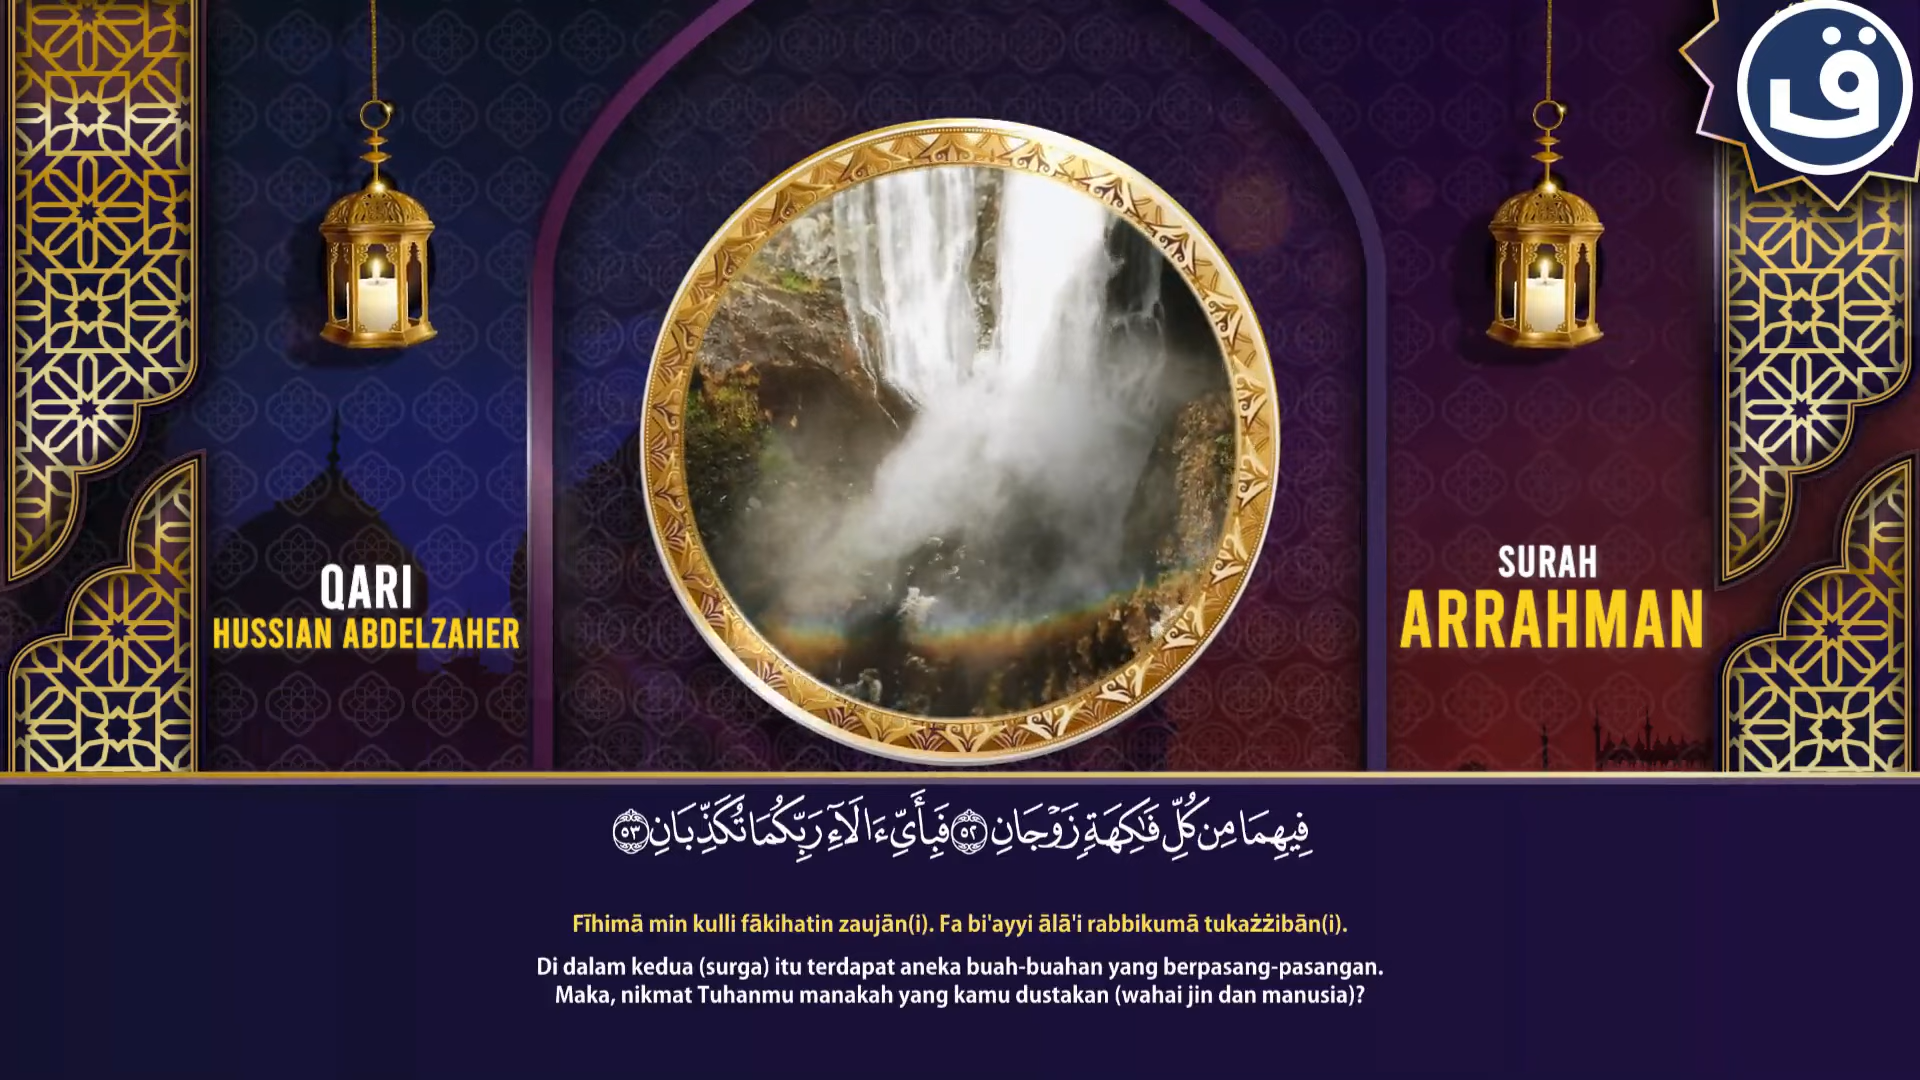 ق
QARI
HUSSIAN ABDELZAHER
SURAH
ARRAHMAN
فِيهِمَا مِن كُلِّ فَٰكِهَةٍ زَوْجَانِ ٥٢ فَبِأَيِّ ءَالَآءِ رَبِّكُمَا تُكَذِّبَانِ ٥٣
Fīhimā min kulli fākihatin zaujān(i). Fa bi'ayyi ālā'i rabbikumā tukażżibān(i).
Di dalam kedua (surga) itu terdapat aneka buah-buahan yang berpasang-pasangan.
Maka, nikmat Tuhanmu manakah yang kamu dustakan (wahai jin dan manusia)?